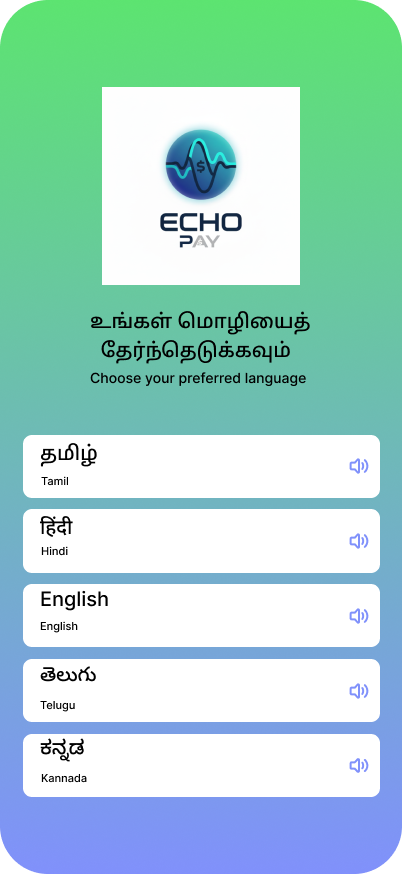 $
ECHO
PAY
உங்கள் மொழியைத்
தேர்ந்தெடுக்கவும்
Choose your preferred language
தமிழ்
Tamil
हिंदी
Hindi
English
English
తెలుగు
Telugu
ಕನ್ನಡ
Kannada